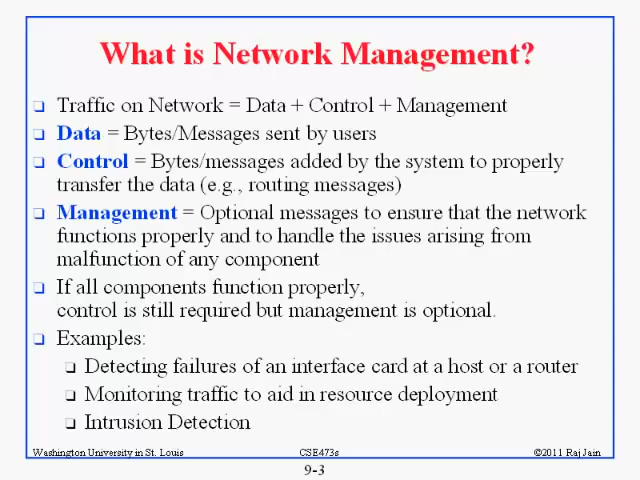 What is Network Management?
❑ Traffic on Network = Data + Control + Management
❑ Data = Bytes/Messages sent by users
❑ Control = Bytes/messages added by the system to properly
transfer the data (e.g., routing messages)
❑ Management = Optional messages to ensure that the network
functions properly and to handle the issues arising from
malfunction of any component
❑ If all components function properly,
control is still required but management is optional.
❑ Examples:
❑ Detecting failures of an interface card at a host or a router
❑ Monitoring traffic to aid in resource deployment
❑ Intrusion Detection
Washington University in St. Louis CSE473s ©2011 Raj Jain
9-3